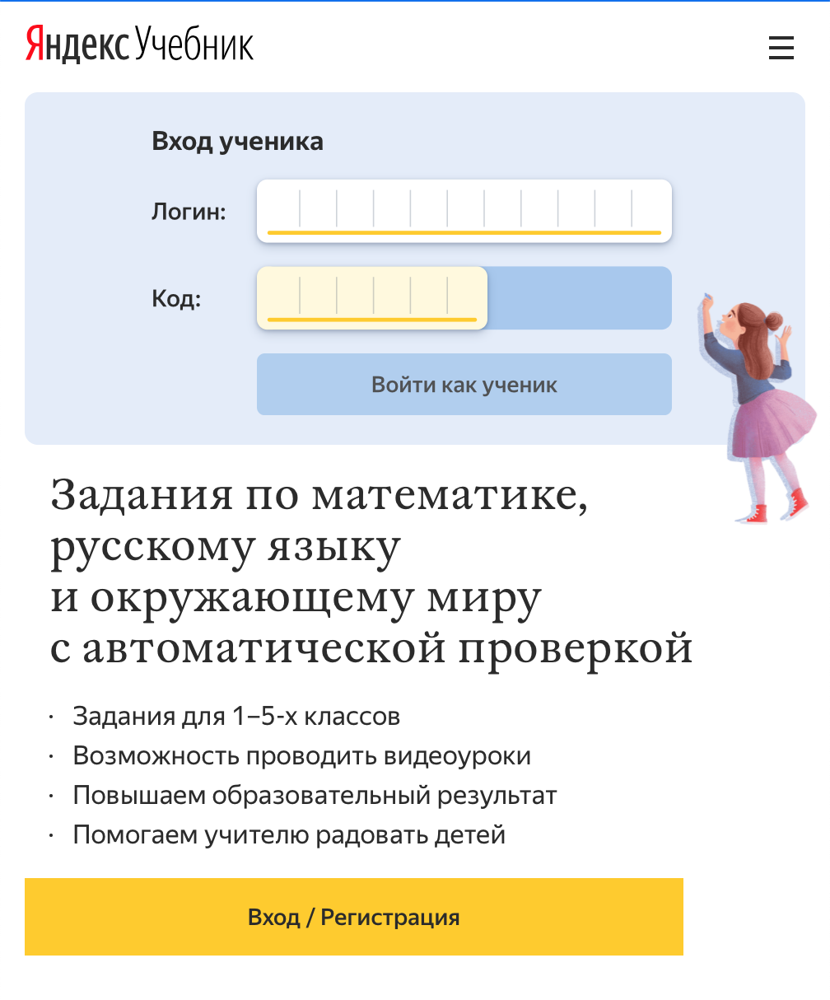 Яндекс Учебник
Вход ученика
Логин:
Код:
Войти как ученик
Задания по математике,
русскому языку
и окружающему миру
с автоматической проверкой
· Задания для 1–5-х классов
· Возможность проводить видеоуроки
· Повышаем образовательный результат
· Помогаем учителю радовать детей
Вход / Регистрация